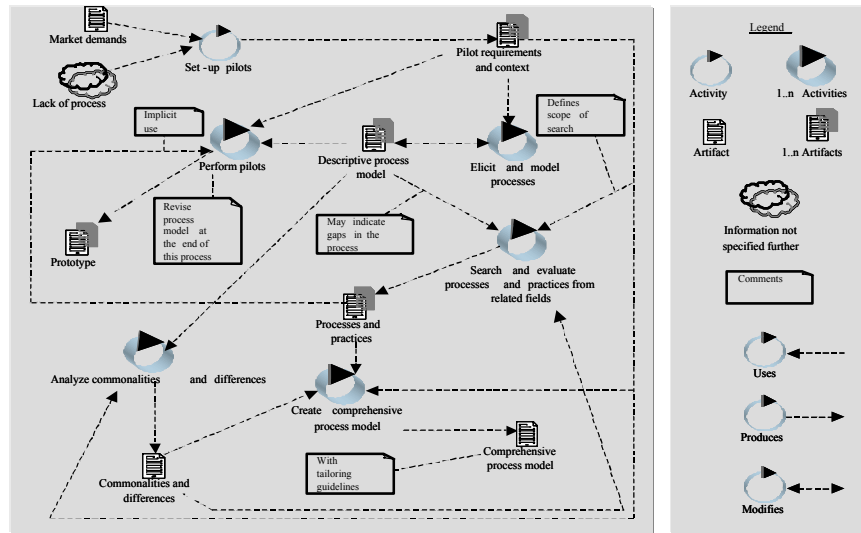 Market demands
Set-up pilots
Pilot requirements
and context
Lack of process
Implicit
use
Defines
scope of
search
Perform pilots
Descriptive process
model
Elicit and model
processes
Revise
process
model at
the end of
this process
May indicate
gaps in the
process
Prototype
Search and evaluate
processes and practices from
related fields
Processes and
practices
Analyze commonalities and differences
Create comprehensive
process model
Comprehensive
process model
With
tailoring
guidelines
Commonalities and
differences
Legend
Activity
1..n Activities
Artifact
1..n Artifacts
Information not
specified further
Comments
Uses
Produces
Modifies